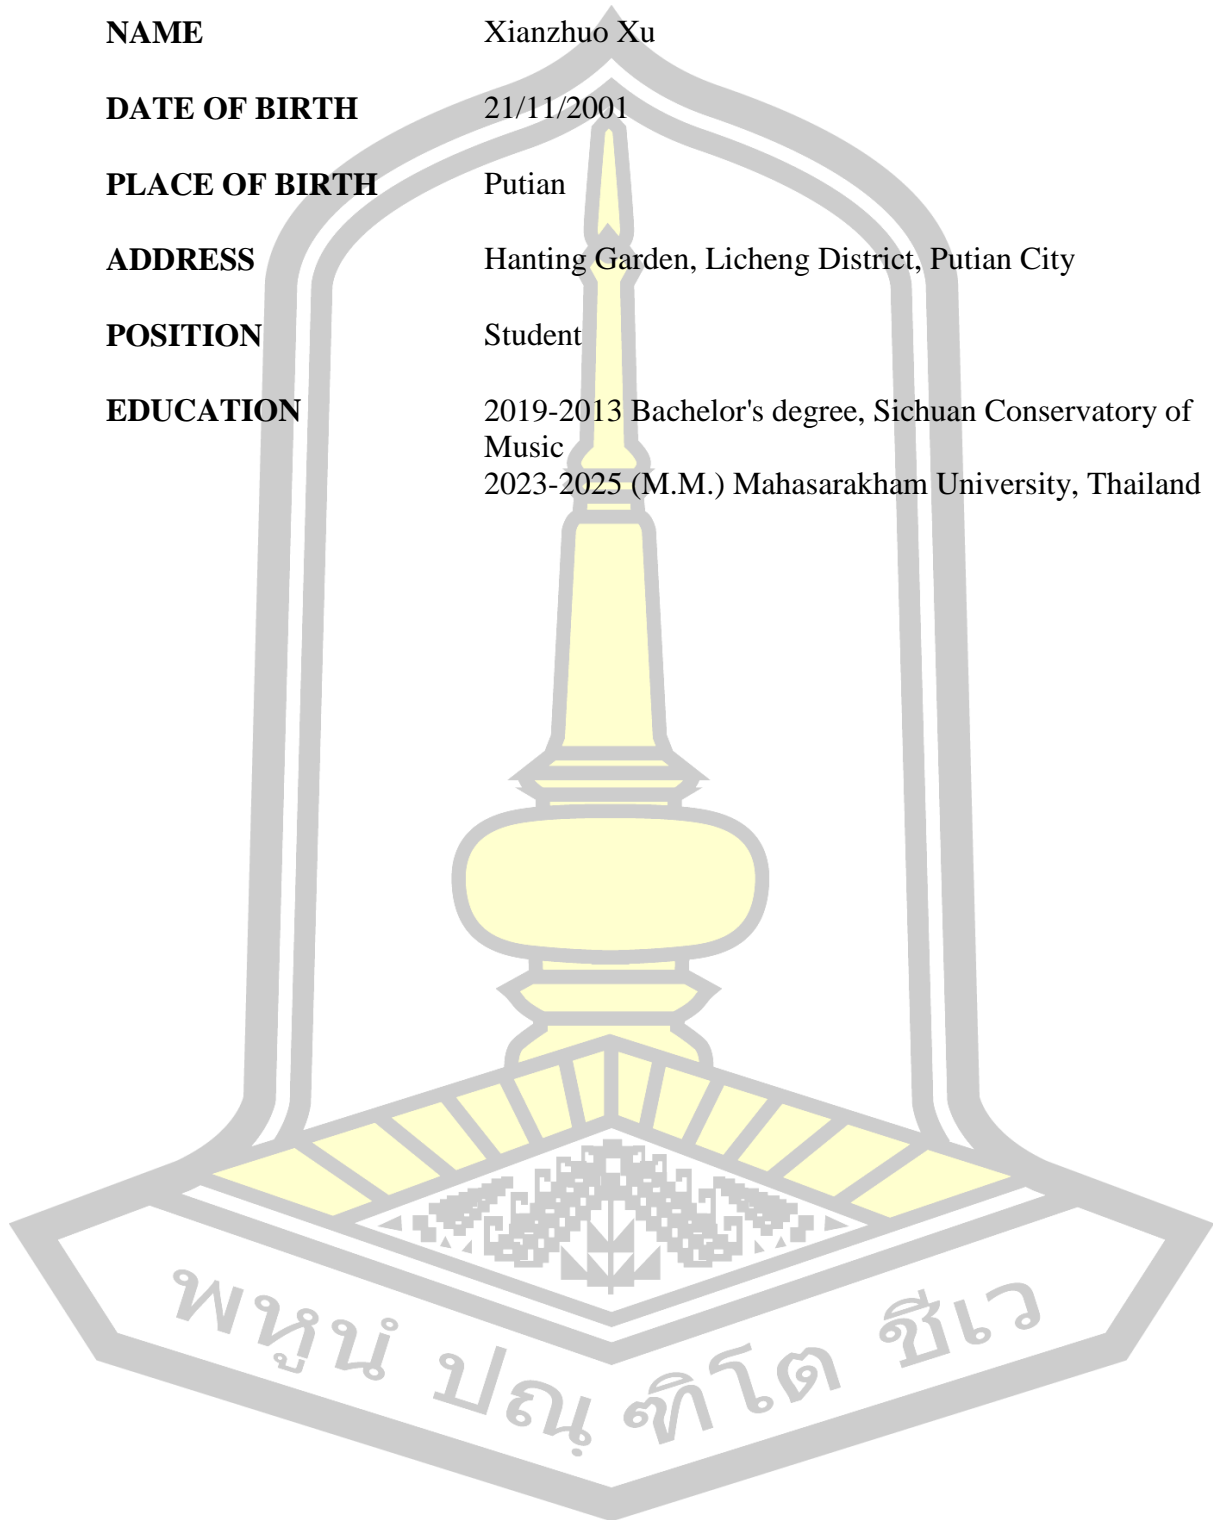 NAME Xianzhuo Xu
DATE OF BIRTH 21/11/2001
PLACE OF BIRTH Putian
ADDRESS Hanting Garden, Licheng District, Putian City
POSITION Student
EDUCATION 2019-2013 Bachelor's degree, Sichuan Conservatory of
Music
2023-2025 (M.M.) Mahasarakham University, Thailand
พหูนํ ปณฺฑิโต ชีเว